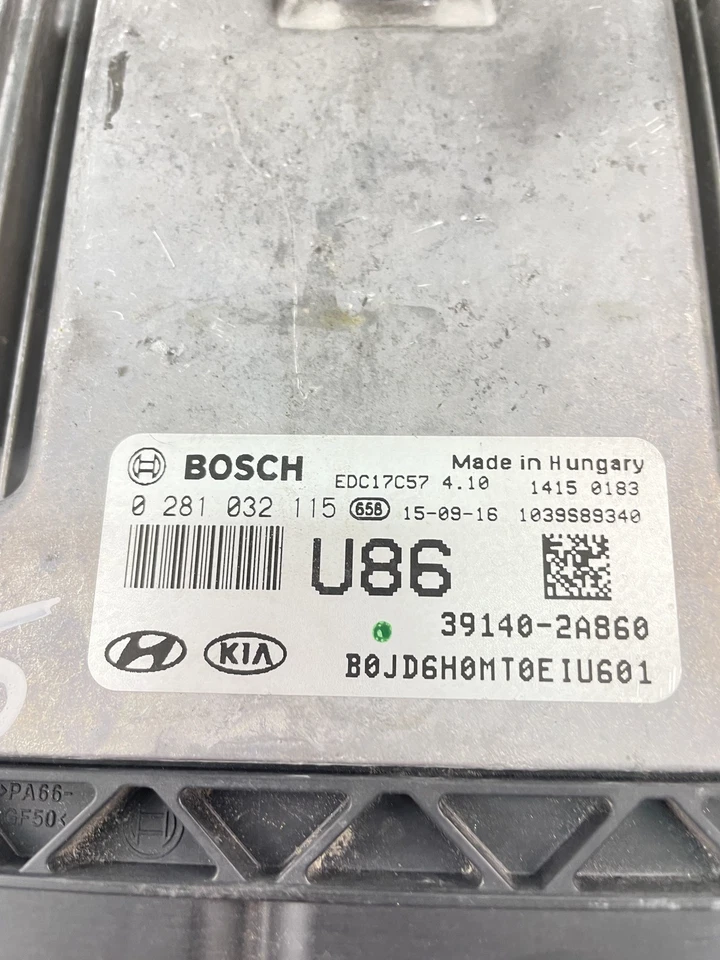 BOSCH
Made in Hungary
EDC17C57 4.10 1415 0183
0 281 032 115 658 15-09-16 1039S89340
U86
39140-2A860
KIA
B0JD6H0MT0EIU601
>PA66-
GF50<